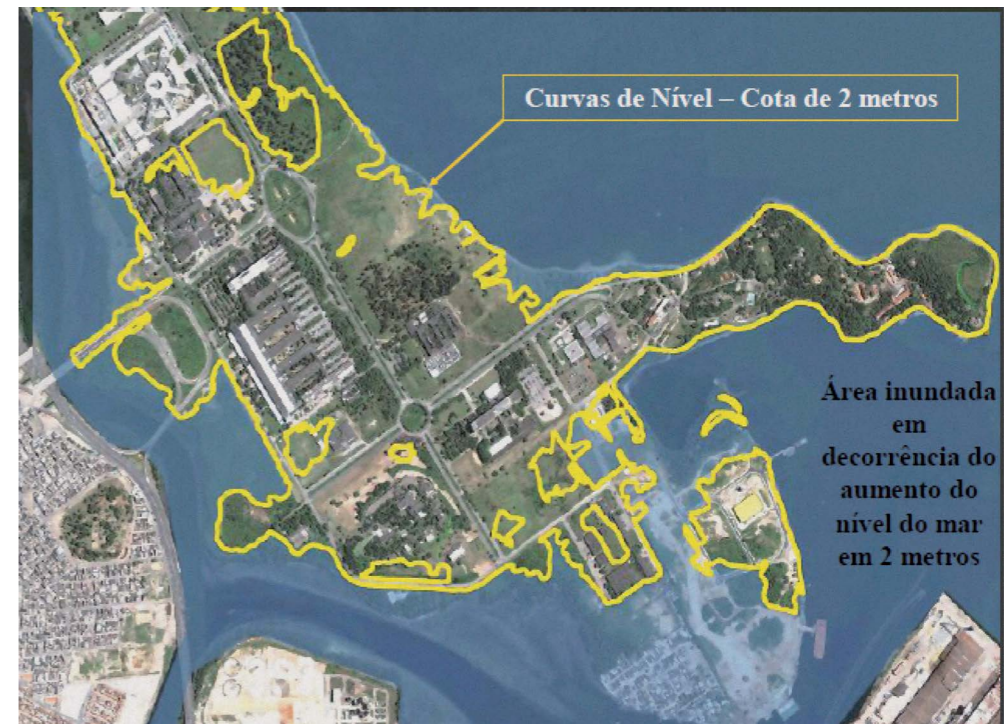 Curvas de Nível – Cota de 2 metros
Área inundada
em
decorrência do
aumento do
nível do mar
em 2 metros